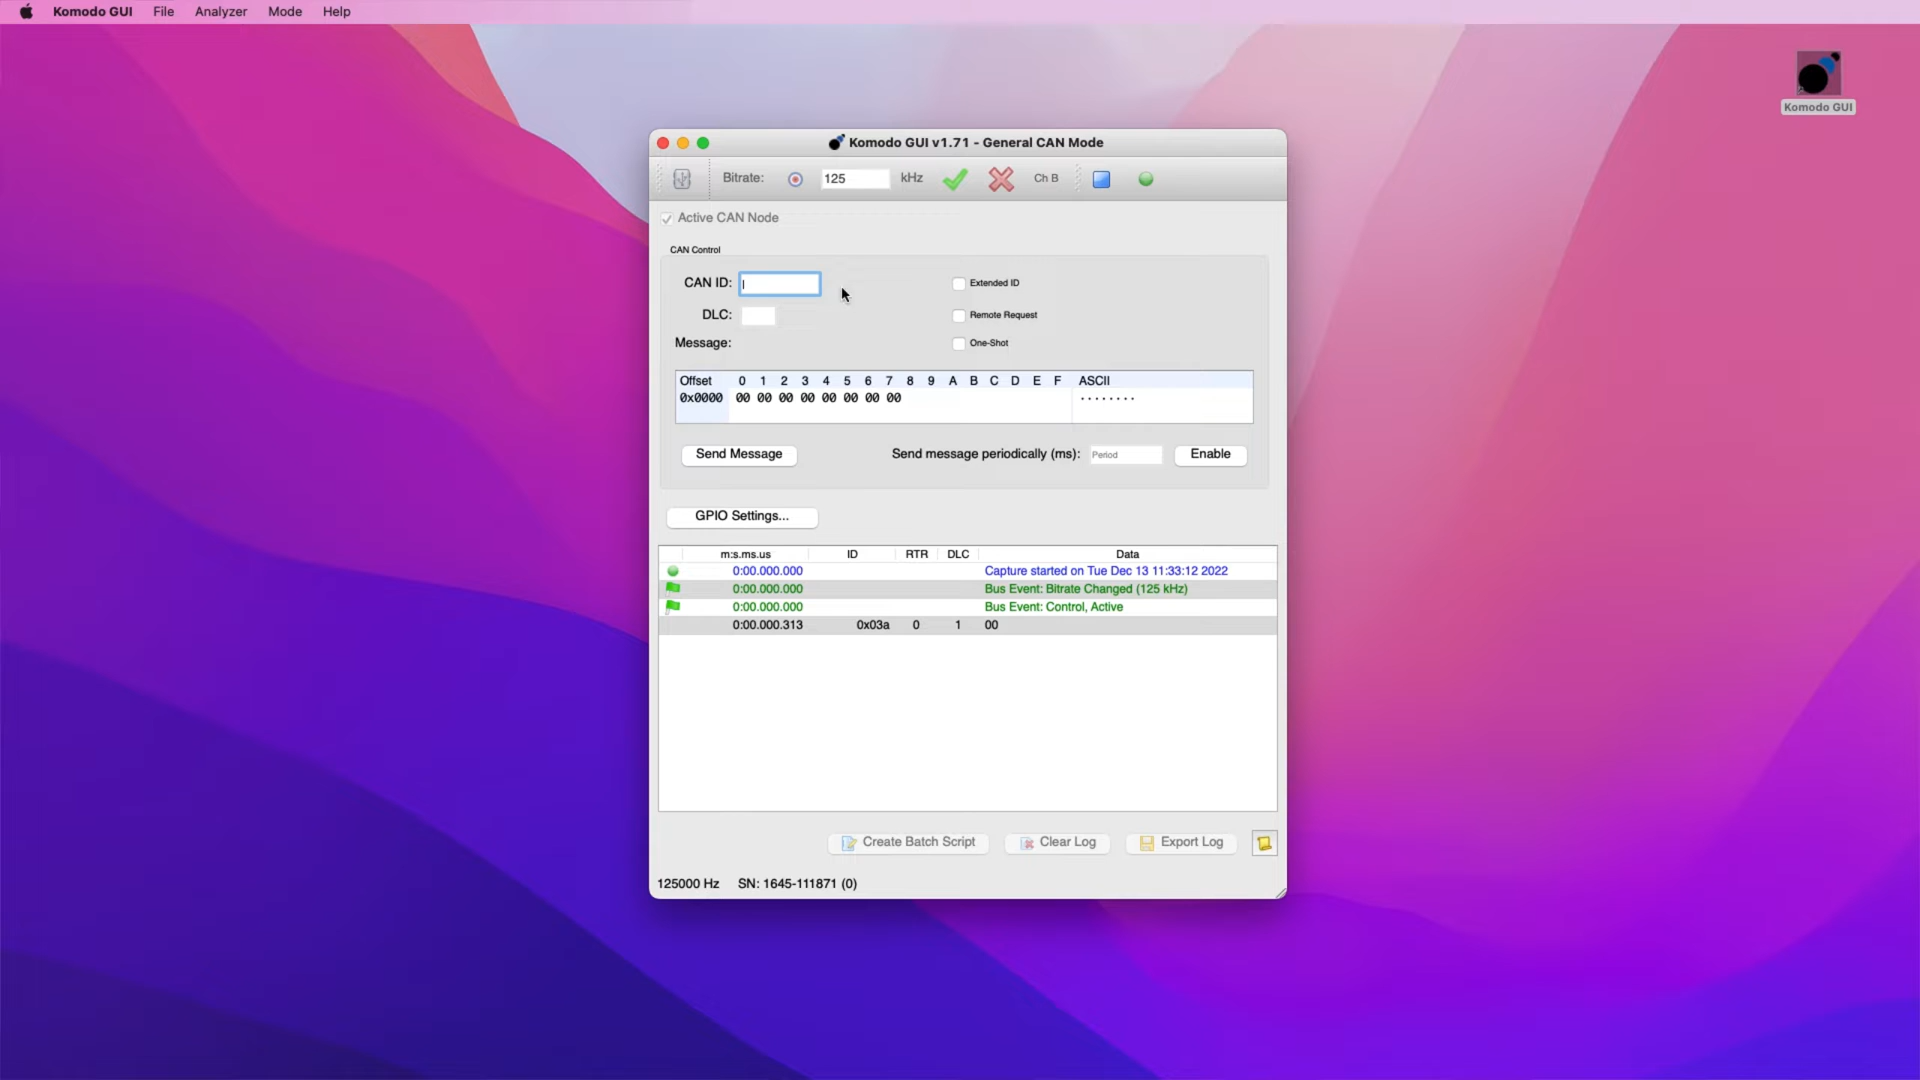 Komodo GUI File Analyzer Mode Help
Komodo GUI
Komodo GUI v1.71 - General CAN Mode
Bitrate: 125 kHz Ch B
Active CAN Node
CAN Control
CAN ID: Extended ID
DLC: Remote Request
Message: One-Shot
Offset 0 1 2 3 4 5 6 7 8 9 A B C D E F ASCII
0x0000 00 00 00 00 00 00 00 00 ........
Send Message Send message periodically (ms): Period Enable
GPIO Settings...
m:s.ms.us ID RTR DLC Data
0:00.000.000 Capture started on Tue Dec 13 11:33:12 2022
0:00.000.000 Bus Event: Bitrate Changed (125 kHz)
0:00.000.000 Bus Event: Control, Active
0:00.000.313 0x03a 0 1 00
Create Batch Script Clear Log Export Log
125000 Hz SN: 1645-111871 (0)